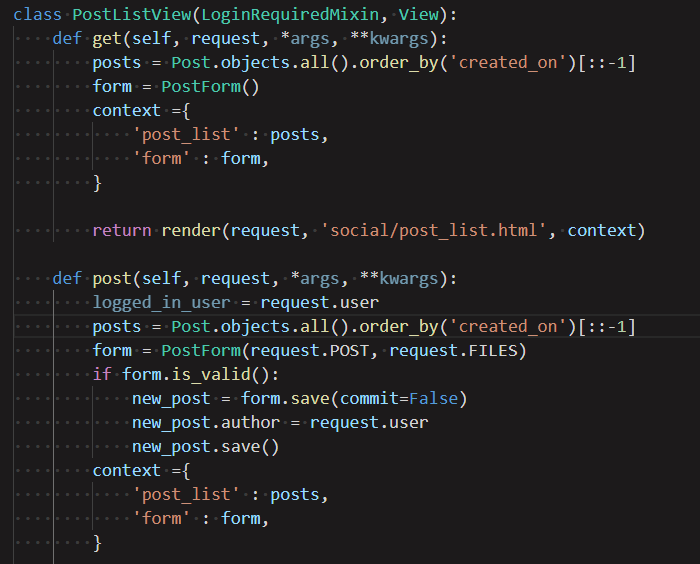 class PostListView(LoginRequiredMixin, View):
    def get(self, request, *args, **kwargs):
        posts = Post.objects.all().order_by('created_on')[::-1]
        form = PostForm()
        context ={
            'post_list' : posts,
            'form' : form,
        }

        return render(request, 'social/post_list.html', context)

    def post(self, request, *args, **kwargs):
        logged_in_user = request.user
        posts = Post.objects.all().order_by('created_on')[::-1]
        form = PostForm(request.POST, request.FILES)
        if form.is_valid():
            new_post = form.save(commit=False)
            new_post.author = request.user
            new_post.save()
        context ={
            'post_list' : posts,
            'form' : form,
        }